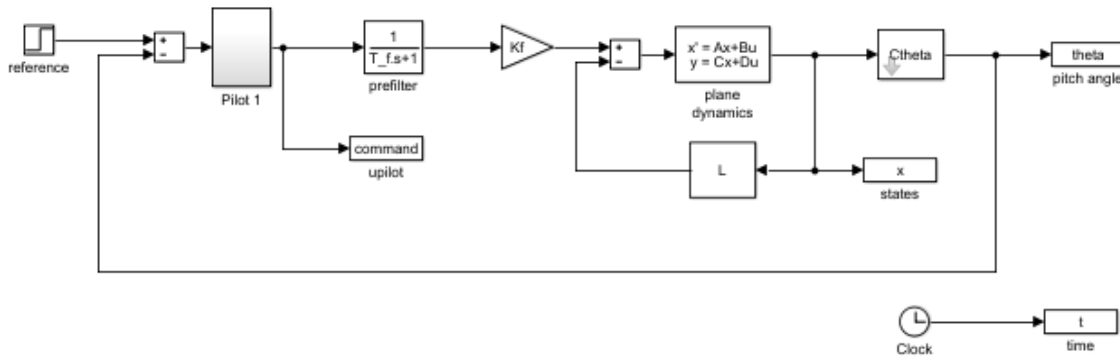 reference
+
−
Pilot 1
1
T_f.s+1
prefilter
command
upilot
Kf
+
−
x' = Ax+Bu
y = Cx+Du
plane
dynamics
L
Ctheta
x
states
theta
pitch angle
Clock
t
time